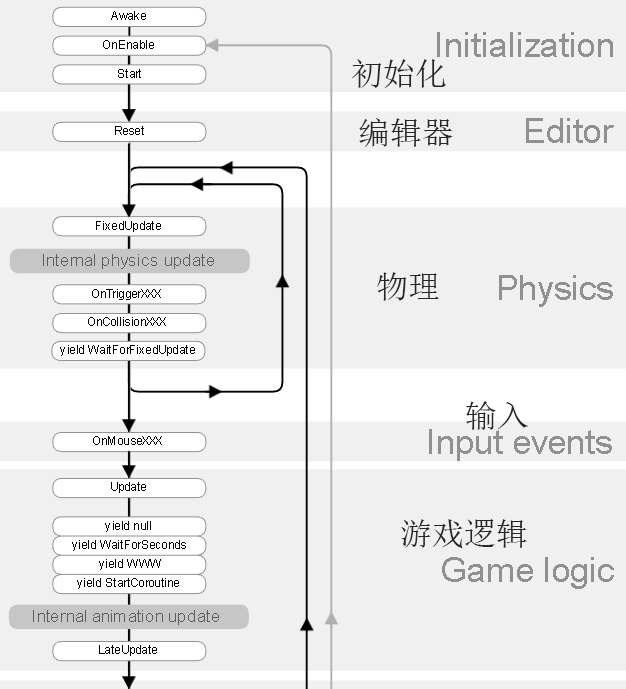 Awake
OnEnable
Initialization
Start
初始化
Reset
编辑器
Editor
FixedUpdate
Internal physics update
OnTriggerXXX
物理
Physics
OnCollisionXXX
yield WaitForFixedUpdate
输入
OnMouseXXX
Input events
Update
yield null
游戏逻辑
yield WaitForSeconds
yield WWW
Game logic
yield StartCoroutine
Internal animation update
LateUpdate